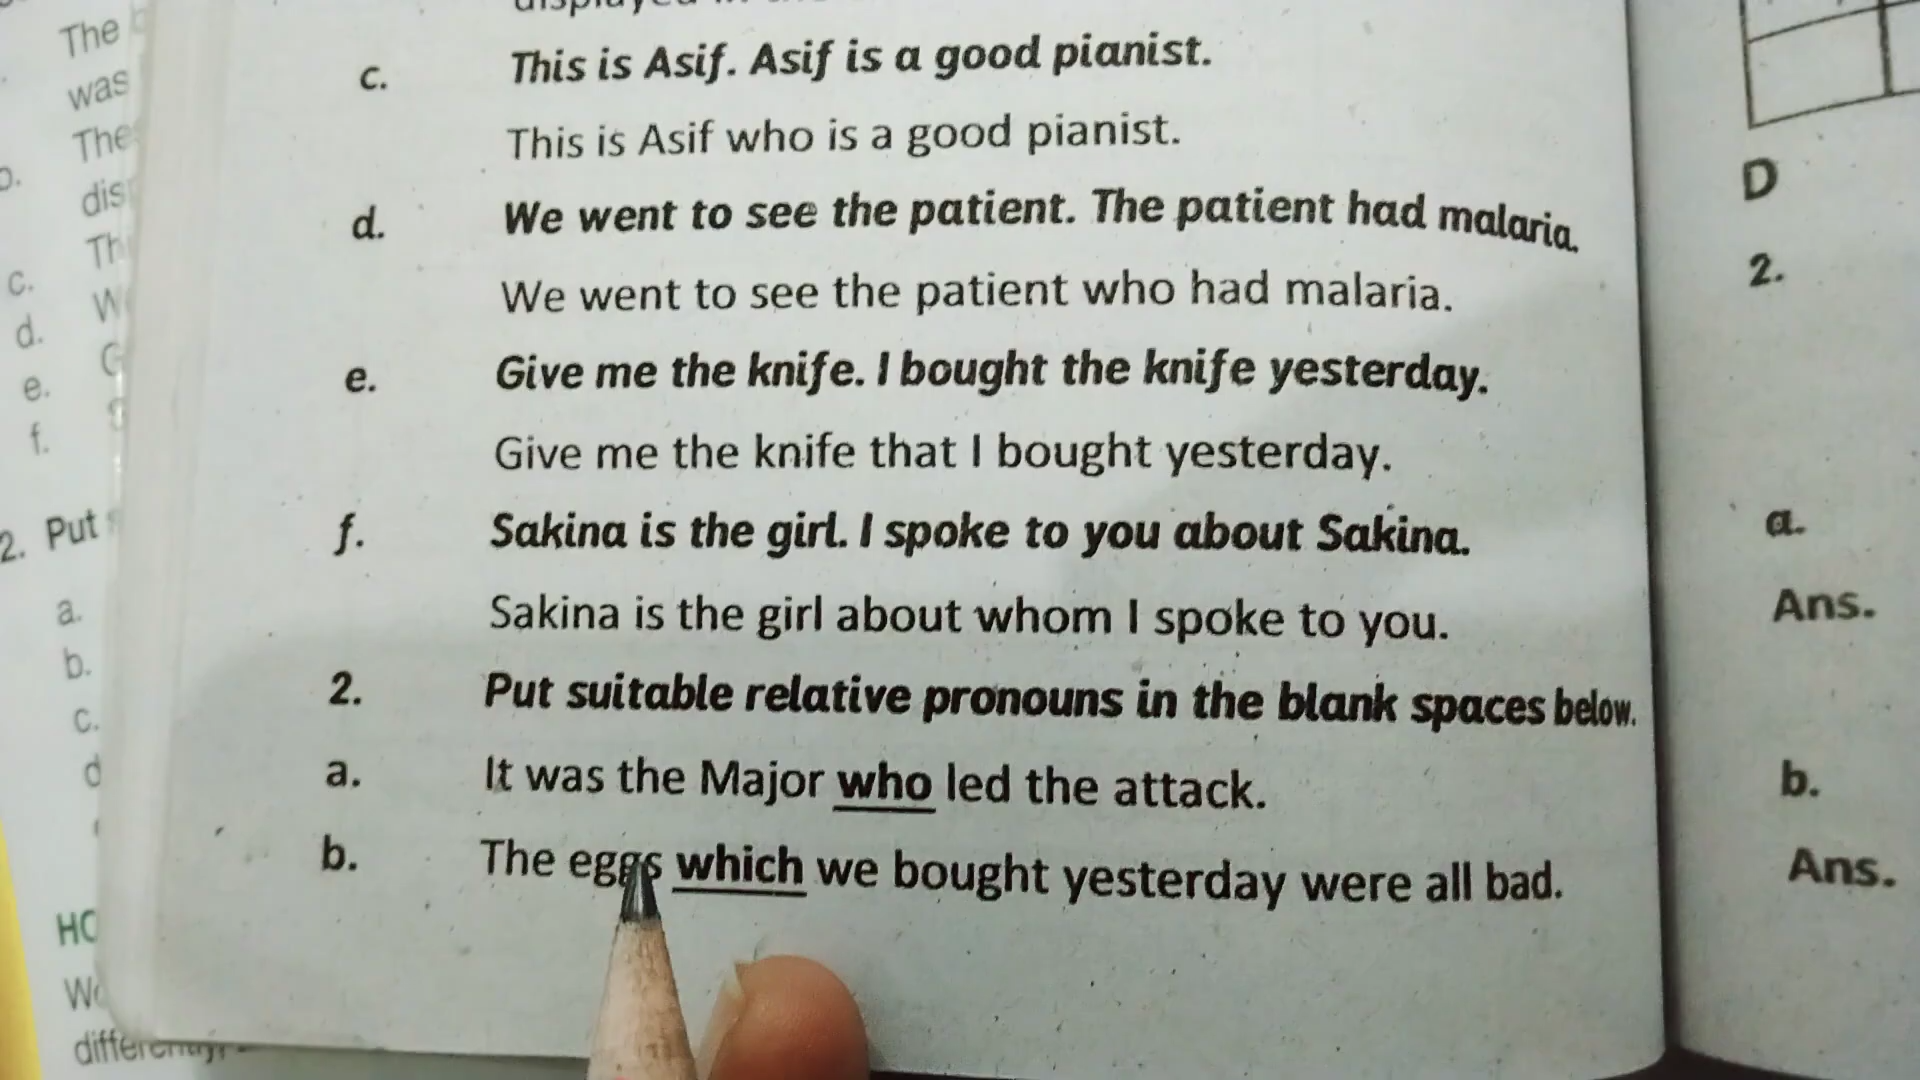 The
was
The
dis
Th
c.
W
d.
G
e.
f.
2. Put
a.
b.
c.
d
HO
Wo
c. This is Asif. Asif is a good pianist.
This is Asif who is a good pianist.
d. We went to see the patient. The patient had malaria.
We went to see the patient who had malaria.
e. Give me the knife. I bought the knife yesterday.
Give me the knife that I bought yesterday.
f. Sakina is the girl. I spoke to you about Sakina.
Sakina is the girl about whom I spoke to you.
2. Put suitable relative pronouns in the blank spaces below.
a. It was the Major who led the attack.
b. The eggs which we bought yesterday were all bad.
D
2.
a.
Ans.
b.
Ans.